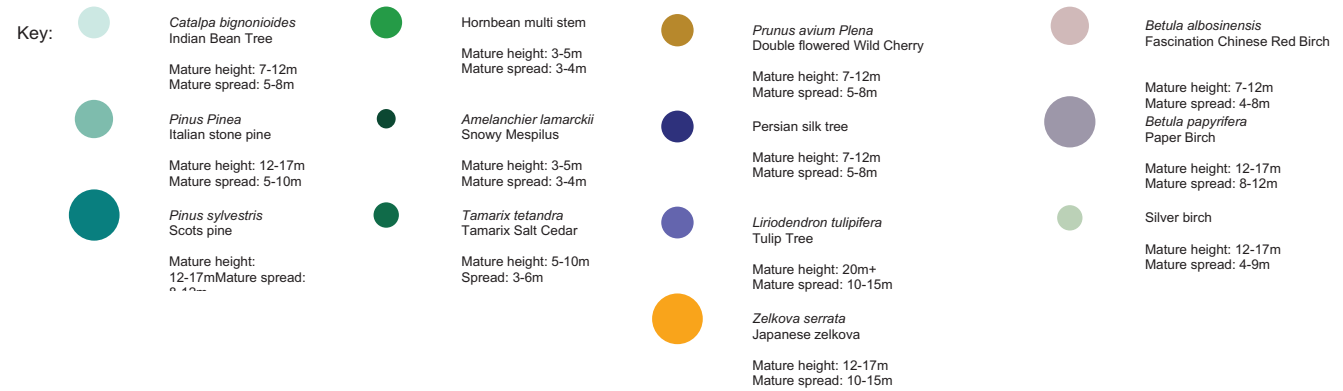 Key:
Catalpa bignonioides
Indian Bean Tree
Mature height: 7-12m
Mature spread: 5-8m
Pinus Pinea
Italian stone pine
Mature height: 12-17m
Mature spread: 5-10m
Pinus sylvestris
Scots pine
Mature height:
12-17mMature spread:
8-12m
Hornbean multi stem
Mature height: 3-5m
Mature spread: 3-4m
Amelanchier lamarckii
Snowy Mespilus
Mature height: 3-5m
Mature spread: 3-4m
Tamarix tetandra
Tamarix Salt Cedar
Mature height: 5-10m
Spread: 3-6m
Prunus avium Plena
Double flowered Wild Cherry
Mature height: 7-12m
Mature spread: 5-8m
Persian silk tree
Mature height: 7-12m
Mature spread: 5-8m
Liriodendron tulipifera
Tulip Tree
Mature height: 20m+
Mature spread: 10-15m
Zelkova serrata
Japanese zelkova
Mature height: 12-17m
Mature spread: 10-15m
Betula albosinensis
Fascination Chinese Red Birch
Mature height: 7-12m
Mature spread: 4-8m
Betula papyrifera
Paper Birch
Mature height: 12-17m
Mature spread: 8-12m
Silver birch
Mature height: 12-17m
Mature spread: 4-9m